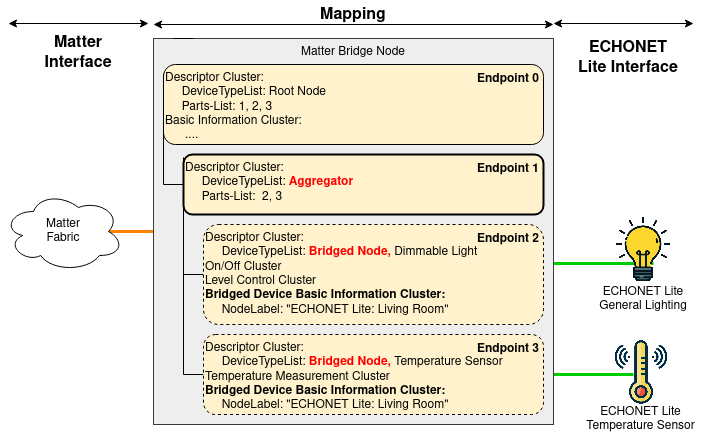 Mapping
Matter
Interface
ECHONET
Lite Interface
Matter Bridge Node
Descriptor Cluster:
Endpoint 0
DeviceTypeList: Root Node
Parts-List: 1, 2, 3
Basic Information Cluster:
....
Descriptor Cluster:
Endpoint 1
DeviceTypeList: Aggregator
Parts-List: 2, 3
Matter
Fabric
Descriptor Cluster:
Endpoint 2
DeviceTypeList: Bridged Node, Dimmable Light
On/Off Cluster
Level Control Cluster
Bridged Device Basic Information Cluster:
NodeLabel: "ECHONET Lite: Living Room"
ECHONET Lite
General Lighting
Descriptor Cluster:
Endpoint 3
DeviceTypeList: Bridged Node, Temperature Sensor
Temperature Measurement Cluster
Bridged Device Basic Information Cluster:
NodeLabel: "ECHONET Lite: Living Room"
ECHONET Lite
Temperature Sensor